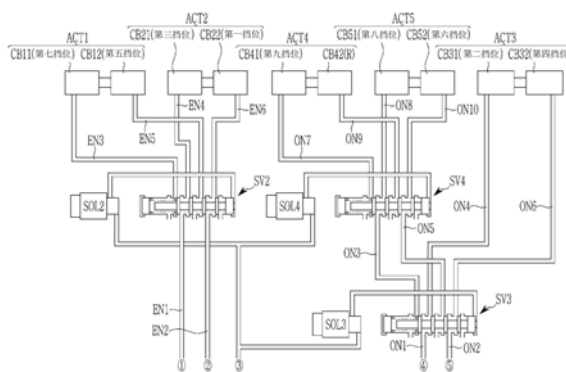 ACT1
CB11(第七挡位) CB12(第五挡位)
ACT2
CB21(第三挡位) CB22(第一挡位)
ACT4
CB41(第九挡位) CB42(R)
ACT5
CB51(第八挡位) CB52(第六挡位)
ACT3
CB31(第二挡位) CB32(第四挡位)
EN4
EN6
ON8
ON10
EN5
ON9
EN3
ON7
SV2
SV4
SOL2
SOL4
ON5
ON4
ON6
ON3
EN1
SV3
EN2
SOL3
ON1
ON2
① ② ③ ④ ⑤